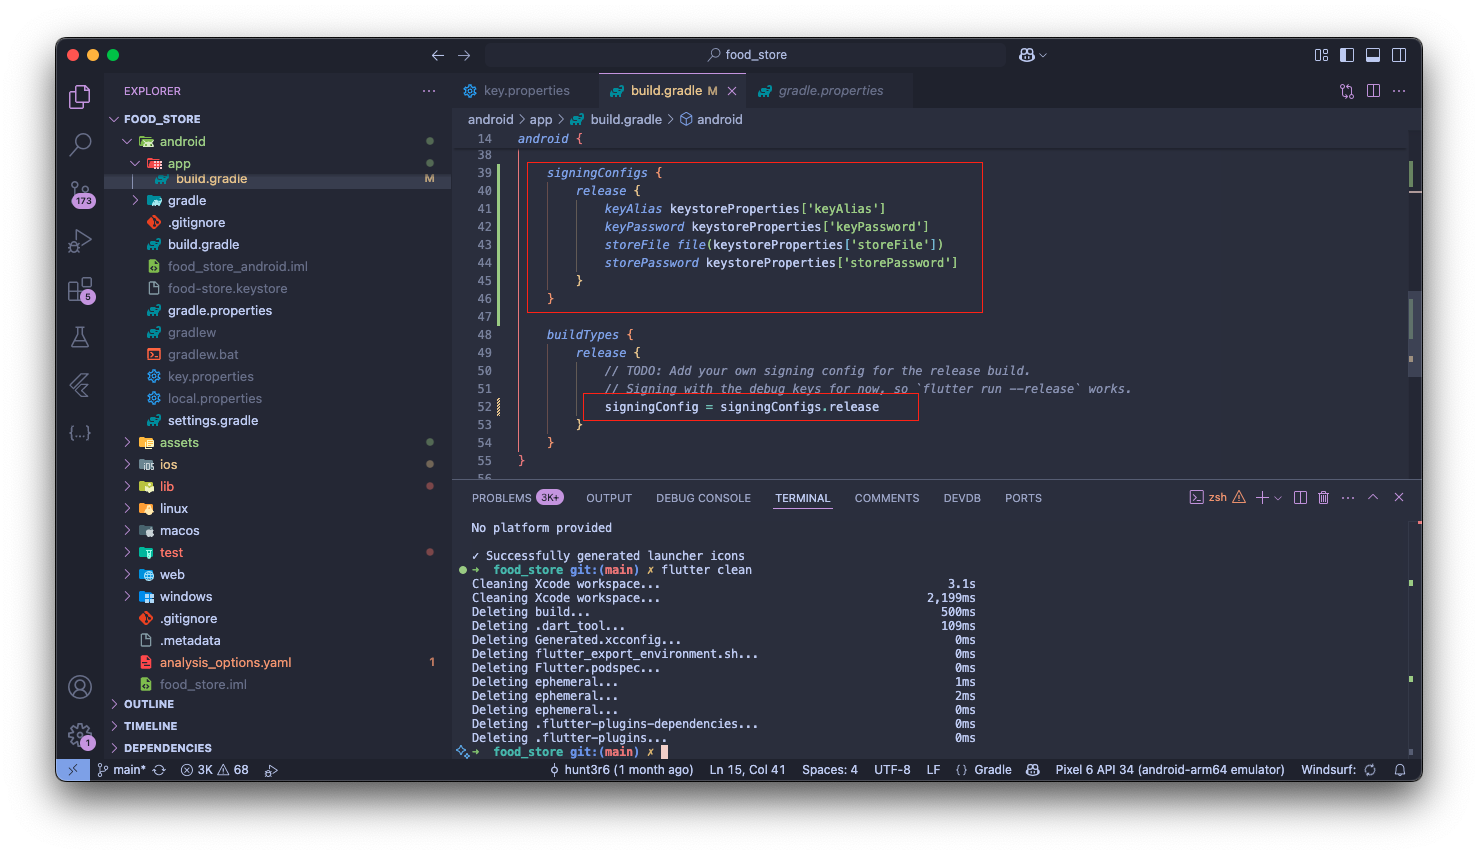 food_store
EXPLORER
key.properties
build.gradle M
gradle.properties
FOOD_STORE
android > app > build.gradle > android
android
app
build.gradle M
gradle
.gitignore
build.gradle
food_store_android.iml
food-store.keystore
gradle.properties
gradlew
gradlew.bat
key.properties
local.properties
settings.gradle
assets
ios
lib
linux
macos
test
web
windows
.gitignore
.metadata
analysis_options.yaml 1
food_store.iml
OUTLINE
TIMELINE
DEPENDENCIES
173
5
1
14 android {
38
39 signingConfigs {
40 release {
41 keyAlias keystoreProperties['keyAlias']
42 keyPassword keystoreProperties['keyPassword']
43 storeFile file(keystoreProperties['storeFile'])
44 storePassword keystoreProperties['storePassword']
45 }
46 }
47
48 buildTypes {
49 release {
50 // TODO: Add your own signing config for the release build.
51 // Signing with the debug keys for now, so `flutter run --release` works.
52 signingConfig = signingConfigs.release
53 }
54 }
55 }
56
PROBLEMS 3K+ OUTPUT DEBUG CONSOLE TERMINAL COMMENTS DEVDB PORTS
zsh
No platform provided
✓ Successfully generated launcher icons
➜ food_store git:(main) ✗ flutter clean
Cleaning Xcode workspace... 3.1s
Cleaning Xcode workspace... 2,199ms
Deleting build... 500ms
Deleting .dart_tool... 109ms
Deleting Generated.xcconfig... 0ms
Deleting flutter_export_environment.sh... 0ms
Deleting Flutter.podspec... 0ms
Deleting ephemeral... 1ms
Deleting ephemeral... 2ms
Deleting ephemeral... 0ms
Deleting .flutter-plugins-dependencies... 0ms
Deleting .flutter-plugins... 0ms
➜ food_store git:(main) ✗
main* 3K 68 hunt3r6 (1 month ago) Ln 15, Col 41 Spaces: 4 UTF-8 LF {} Gradle Pixel 6 API 34 (android-arm64 emulator) Windsurf: